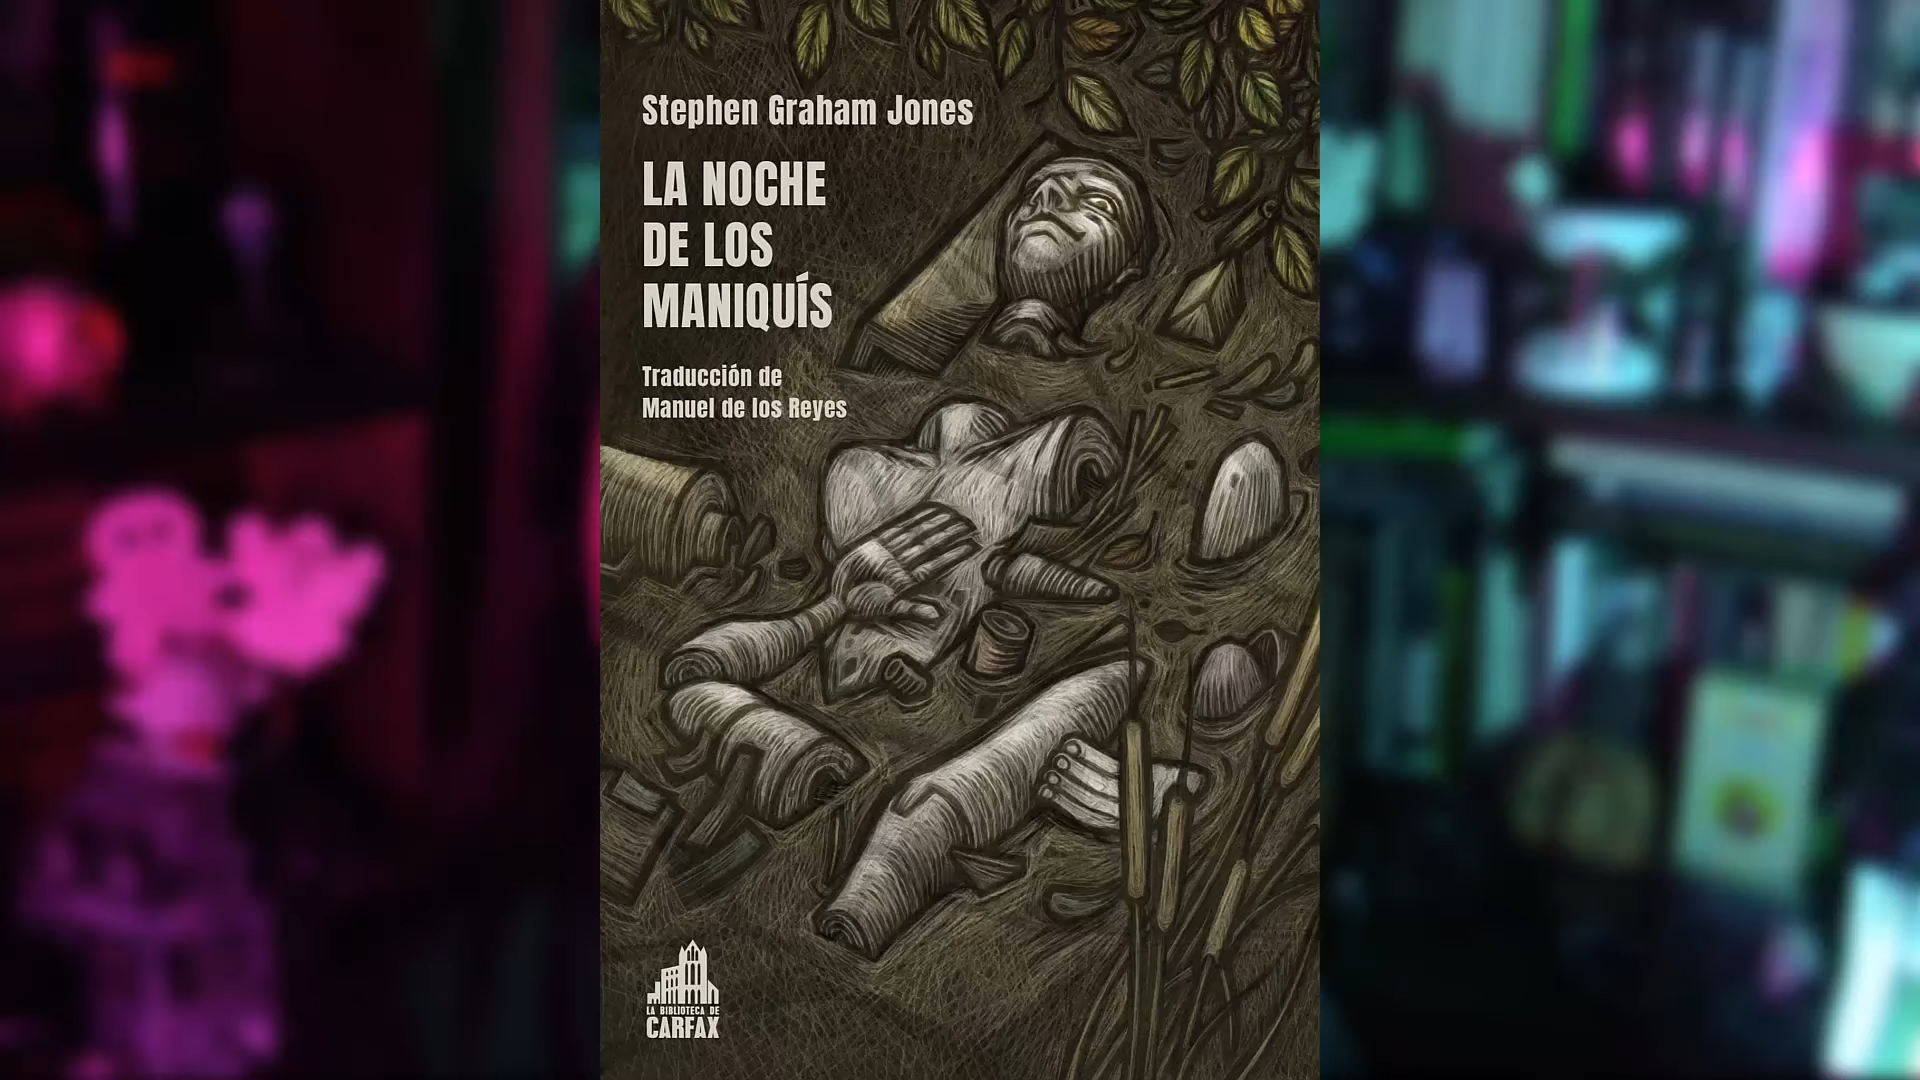 Stephen Graham Jones
LA NOCHE
DE LOS
MANIQUÍS
Traducción de
Manuel de los Reyes
LA BIBLIOTECA DE
CARFAX